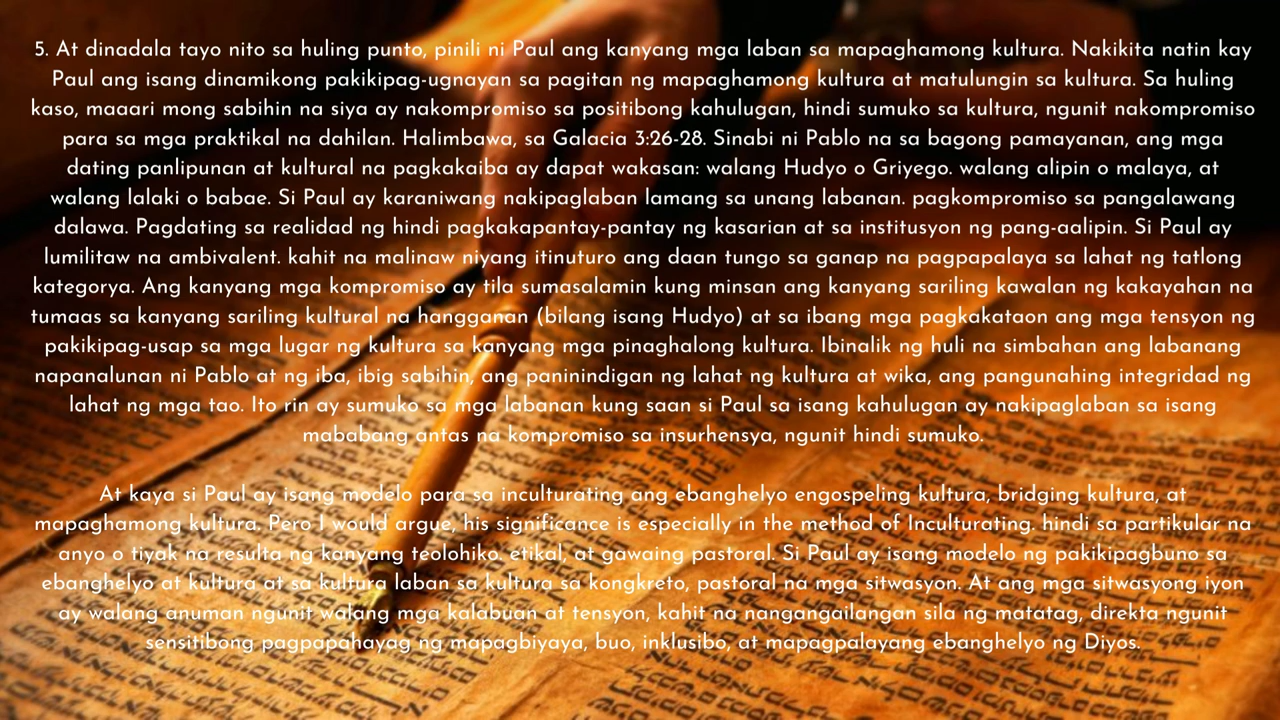 5. At dinadala tayo nito sa huling punto, pinili ni Paul ang kanyang mga laban sa mapaghamong kultura. Nakikita natin kay
Paul ang isang dinamikong pakikipag-ugnayan sa pagitan ng mapaghamong kultura at matulungin sa kultura. Sa huling
kaso, maaari mong sabihin na siya ay nakompromiso sa positibong kahulugan, hindi sumuko sa kultura, ngunit nakompromiso
para sa mga praktikal na dahilan. Halimbawa, sa Galacia 3:26-28. Sinabi ni Pablo na sa bagong pamayanan, ang mga
dating panlipunan at kultural na pagkakaiba ay dapat wakasan: walang Hudyo o Griyego. walang alipin o malaya, at
walang lalaki o babae. Si Paul ay karaniwang nakipaglaban lamang sa unang labanan. pagkompromiso sa pangalawang
dalawa. Pagdating sa realidad ng hindi pagkakapantay-pantay ng kasarian at sa institusyon ng pang-aalipin. Si Paul ay
lumilitaw na ambivalent. kahit na malinaw niyang itinuturo ang daan tungo sa ganap na pagpapalaya sa lahat ng tatlong
kategorya. Ang kanyang mga kompromiso ay tila sumasalamin kung minsan ang kanyang sariling kawalan ng kakayahan na
tumaas sa kanyang sariling kultural na hangganan (bilang isang Hudyo) at sa ibang mga pagkakataon ang mga tensyon ng
pakikipag-usap sa mga lugar ng kultura sa kanyang mga pinaghalong kultura. Ibinalik ng huli na simbahan ang labanang
napanalunan ni Pablo at ng iba, ibig sabihin, ang paninindigan ng lahat ng kultura at wika, ang pangunahing integridad ng
lahat ng mga tao. Ito rin ay sumuko sa mga labanan kung saan si Paul sa isang kahulugan ay nakipaglaban sa isang
mababang antas na kompromiso sa insurhensya, ngunit hindi sumuko.
At kaya si Paul ay isang modelo para sa inculturating ang ebanghelyo engospeling kultura, bridging kultura, at
mapaghamong kultura. Pero I would argue, his significance is especially in the method of Inculturating. hindi sa partikular na
anyo o tiyak na resulta ng kanyang teolohiko. etikal, at gawaing pastoral. Si Paul ay isang modelo ng pakikipagbuno sa
ebanghelyo at kultura at sa kultura laban sa kultura sa kongkreto, pastoral na mga sitwasyon. At ang mga sitwasyong iyon
ay walang anuman ngunit walang mga kalabuan at tensyon, kahit na nangangailangan sila ng matatag, direkta ngunit
sensitibong pagpapahayag ng mapagbiyaya, buo, inklusibo, at mapagpalayang ebanghelyo ng Diyos.